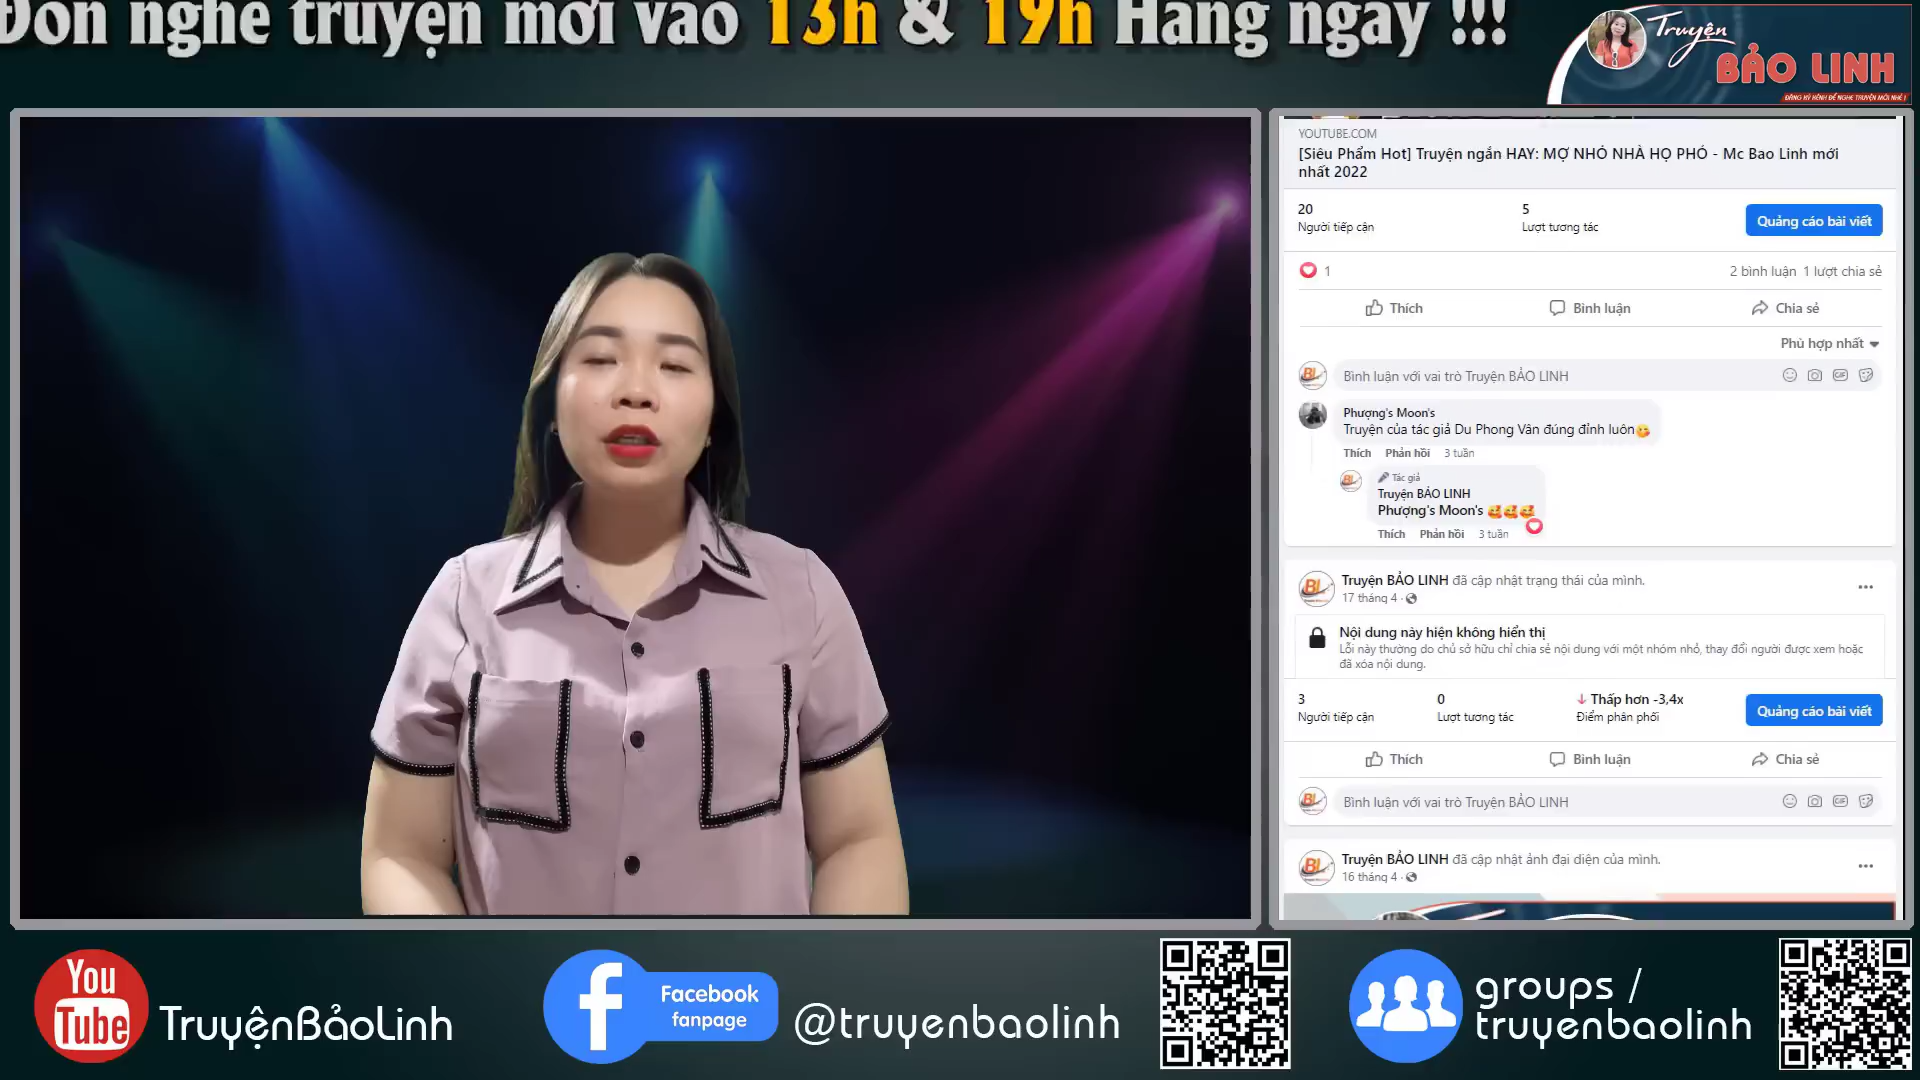 Đón nghe truyện mới vào 13h & 19h Hàng ngày !!!
Truyện
BẢO LINH
ĐĂNG KÝ KÊNH ĐỂ NGHE TRUYỆN MỚI NHÉ !
YOUTUBE.COM
[Siêu Phẩm Hot] Truyện ngắn HAY: MỢ NHỎ NHÀ HỌ PHÓ - Mc Bao Linh mới
nhất 2022
20
Người tiếp cận
5
Lượt tương tác
Quảng cáo bài viết
1
2 bình luận 1 lượt chia sẻ
Thích
Bình luận
Chia sẻ
Phù hợp nhất
Bình luận với vai trò Truyện BẢO LINH
Phượng's Moon's
Truyện của tác giả Du Phong Vân đúng đỉnh luôn😋
Thích Phản hồi 3 tuần
Tác giả
Truyện BẢO LINH
Phượng's Moon's 🥰🥰🥰
Thích Phản hồi 3 tuần
Truyện BẢO LINH đã cập nhật trạng thái của mình.
17 tháng 4 ·
Nội dung này hiện không hiển thị
Lỗi này thường do chủ sở hữu chỉ chia sẻ nội dung với một nhóm nhỏ, thay đổi người được xem hoặc
đã xóa nội dung.
3
Người tiếp cận
0
Lượt tương tác
Thấp hơn -3,4x
Điểm phân phối
Quảng cáo bài viết
Thích
Bình luận
Chia sẻ
Bình luận với vai trò Truyện BẢO LINH
Truyện BẢO LINH đã cập nhật ảnh đại diện của mình.
16 tháng 4 ·
You
Tube
TruyệnBảoLinh
Facebook
fanpage
@truyenbaolinh
groups /
truyenbaolinh